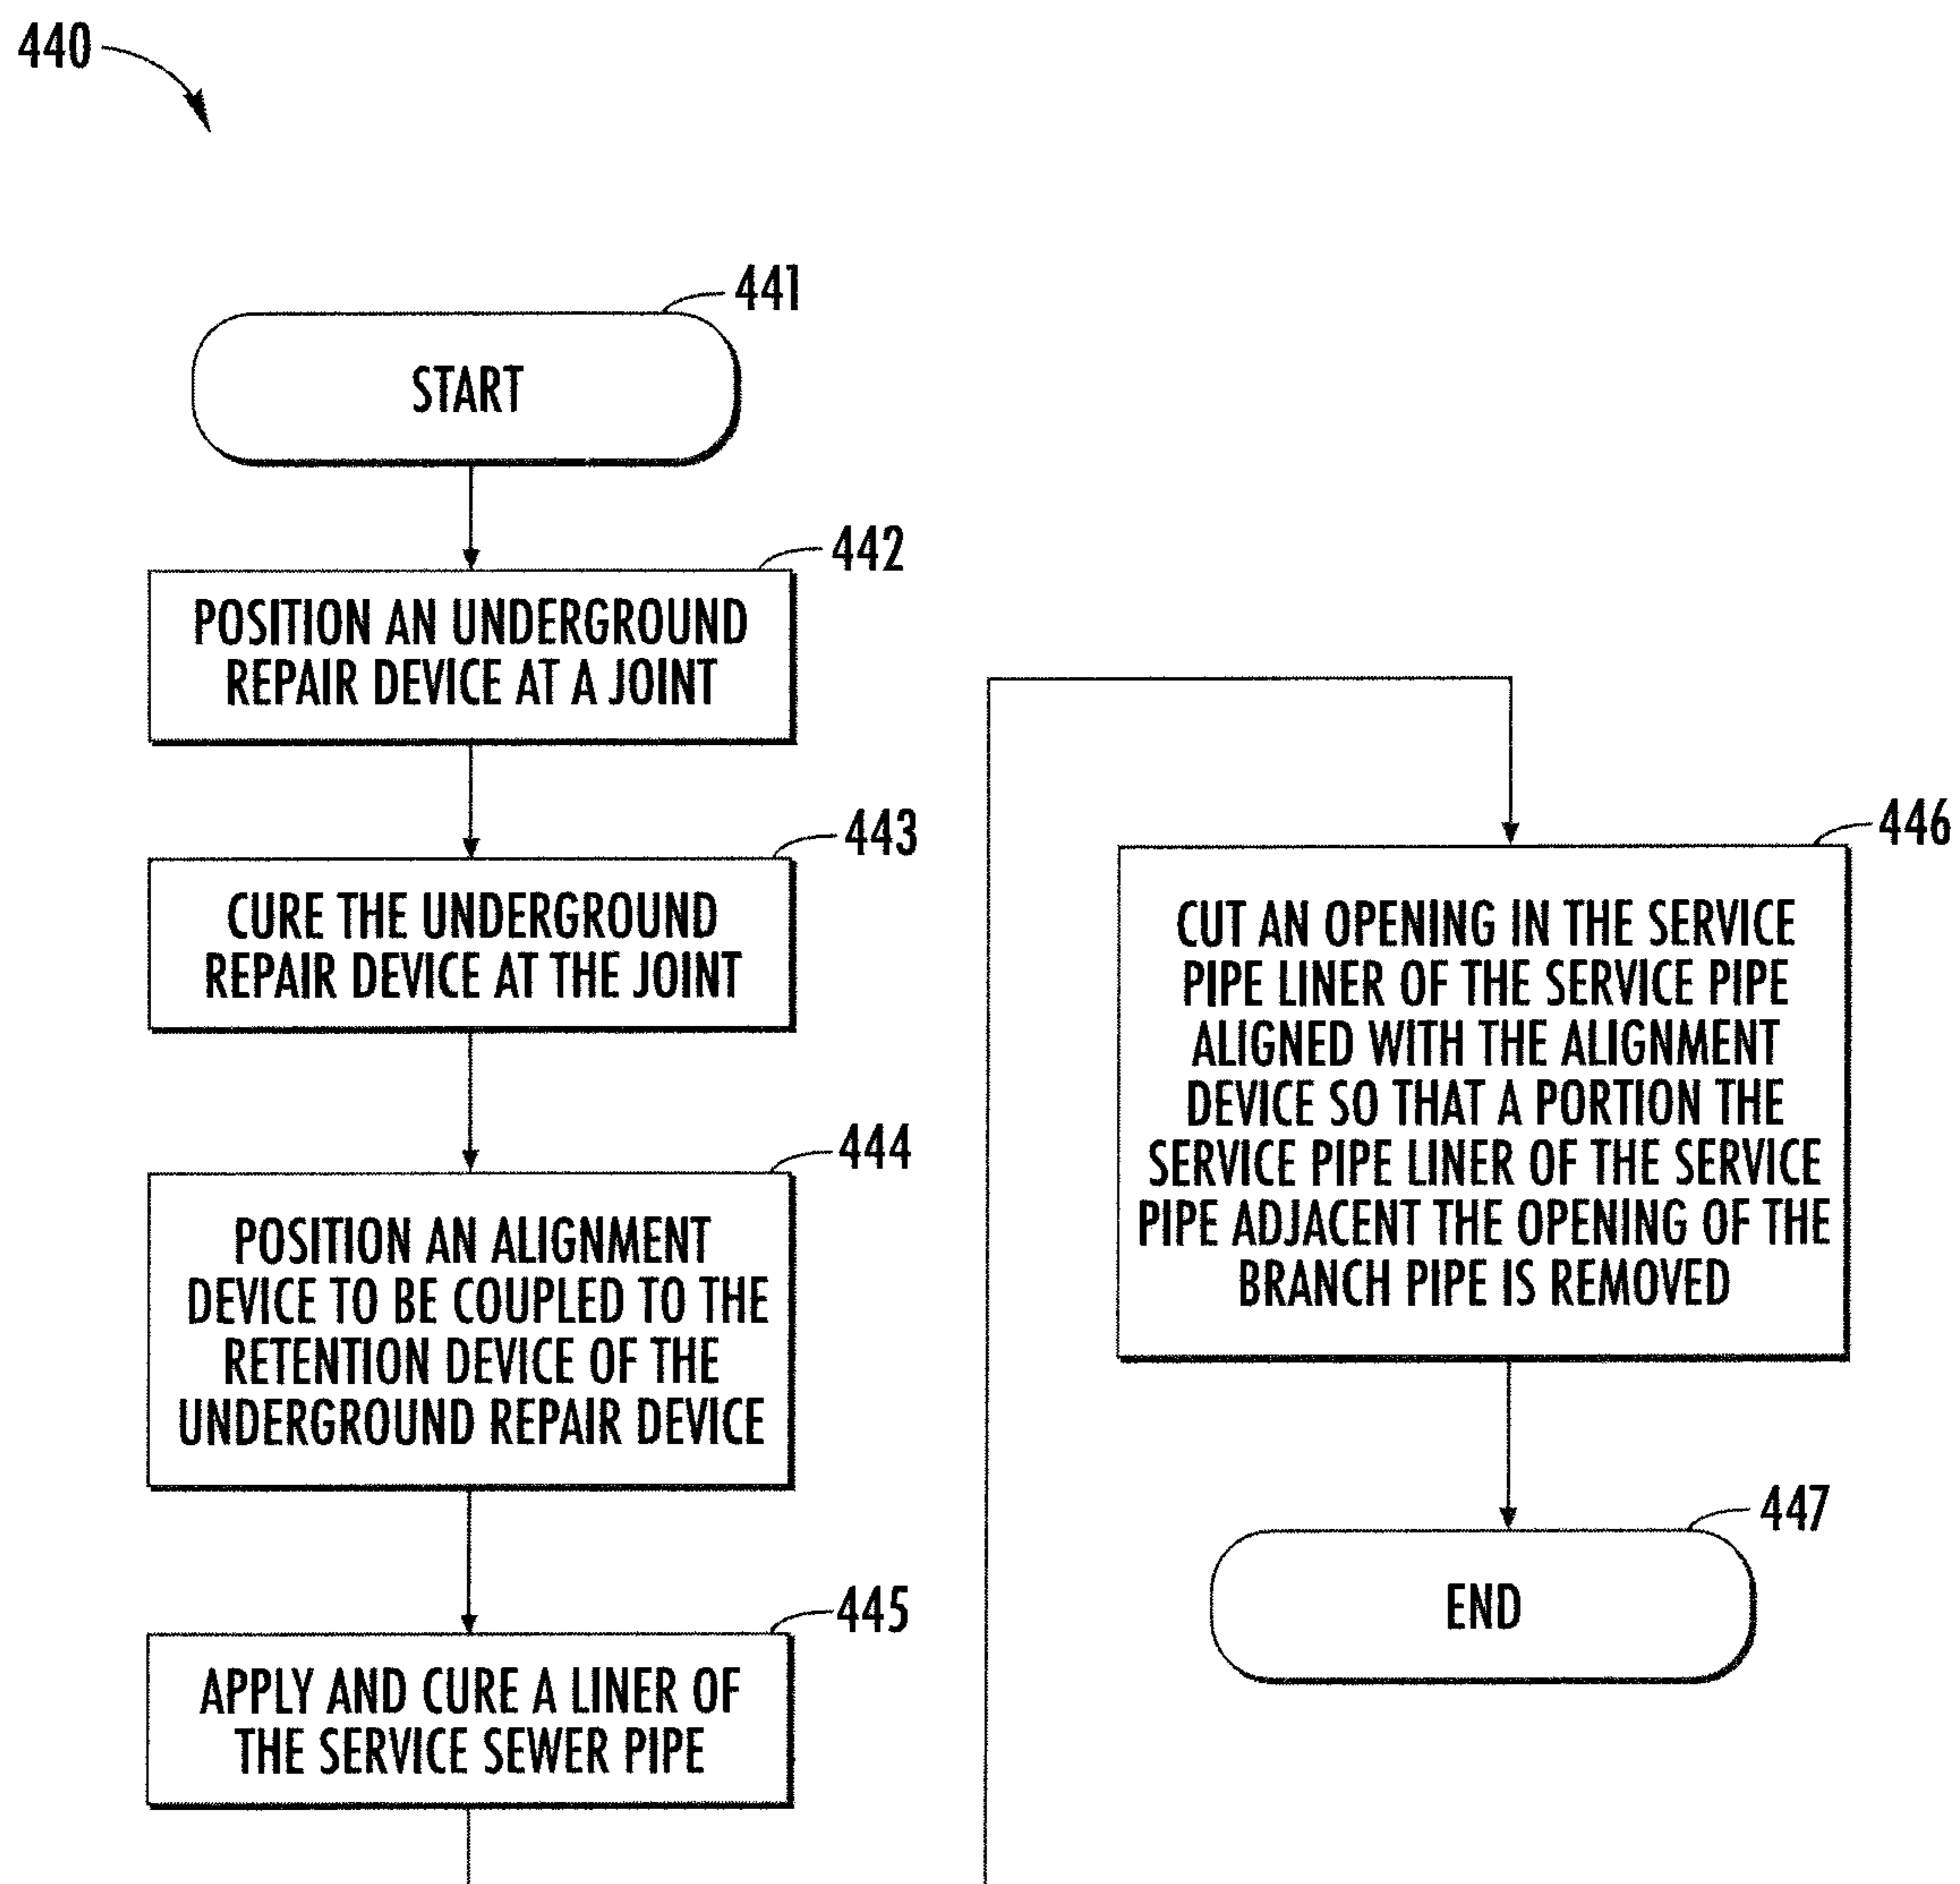 440
441
START
442
POSITION AN UNDERGROUND
REPAIR DEVICE AT A JOINT
443
CURE THE UNDERGROUND
REPAIR DEVICE AT THE JOINT
444
POSITION AN ALIGNMENT
DEVICE TO BE COUPLED TO THE
RETENTION DEVICE OF THE
UNDERGROUND REPAIR DEVICE
445
APPLY AND CURE A LINER OF
THE SERVICE SEWER PIPE
446
CUT AN OPENING IN THE SERVICE
PIPE LINER OF THE SERVICE PIPE
ALIGNED WITH THE ALIGNMENT
DEVICE SO THAT A PORTION THE
SERVICE PIPE LINER OF THE SERVICE
PIPE ADJACENT THE OPENING OF THE
BRANCH PIPE IS REMOVED
447
END